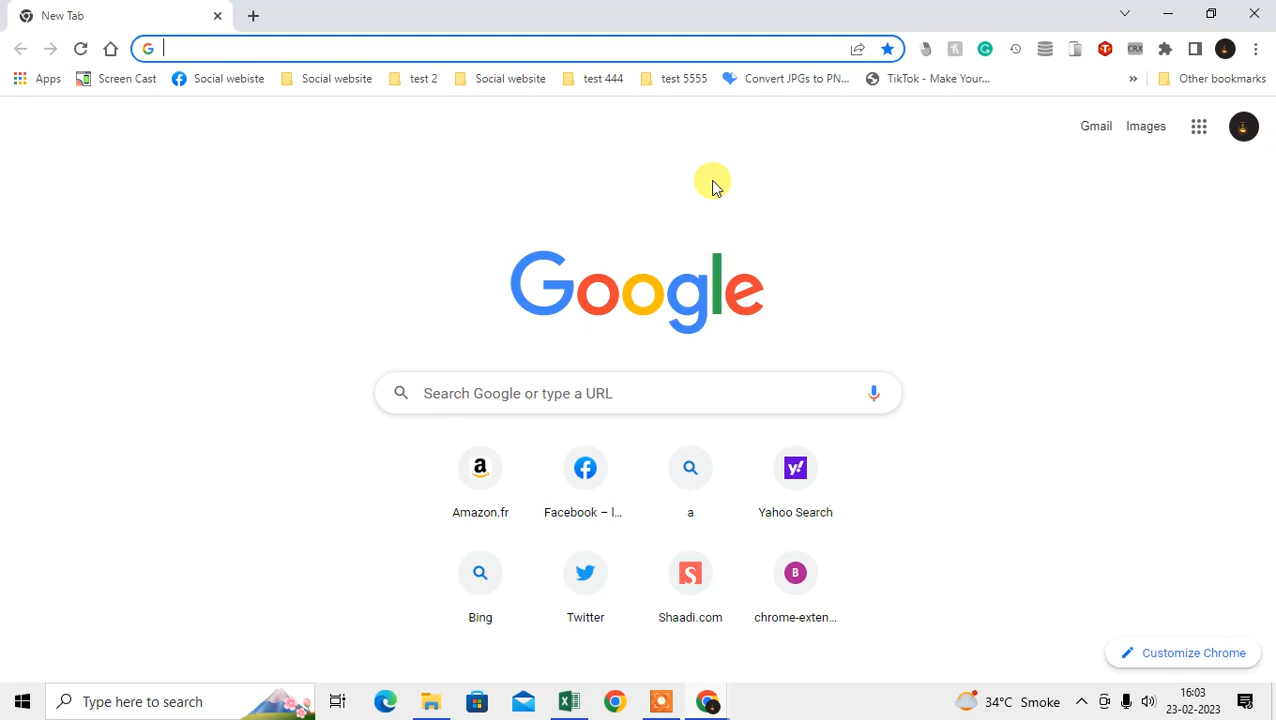 New Tab
Apps Screen Cast Social webiste Social website test 2 Social website test 444 test 5555 Convert JPGs to PN... TikTok - Make Your... » Other bookmarks
Gmail Images
Google
Search Google or type a URL
Amazon.fr Facebook – l... a Yahoo Search
B
Bing Twitter Shaadi.com chrome-exten...
Customize Chrome
Type here to search
34°C Smoke
16:03
23-02-2023